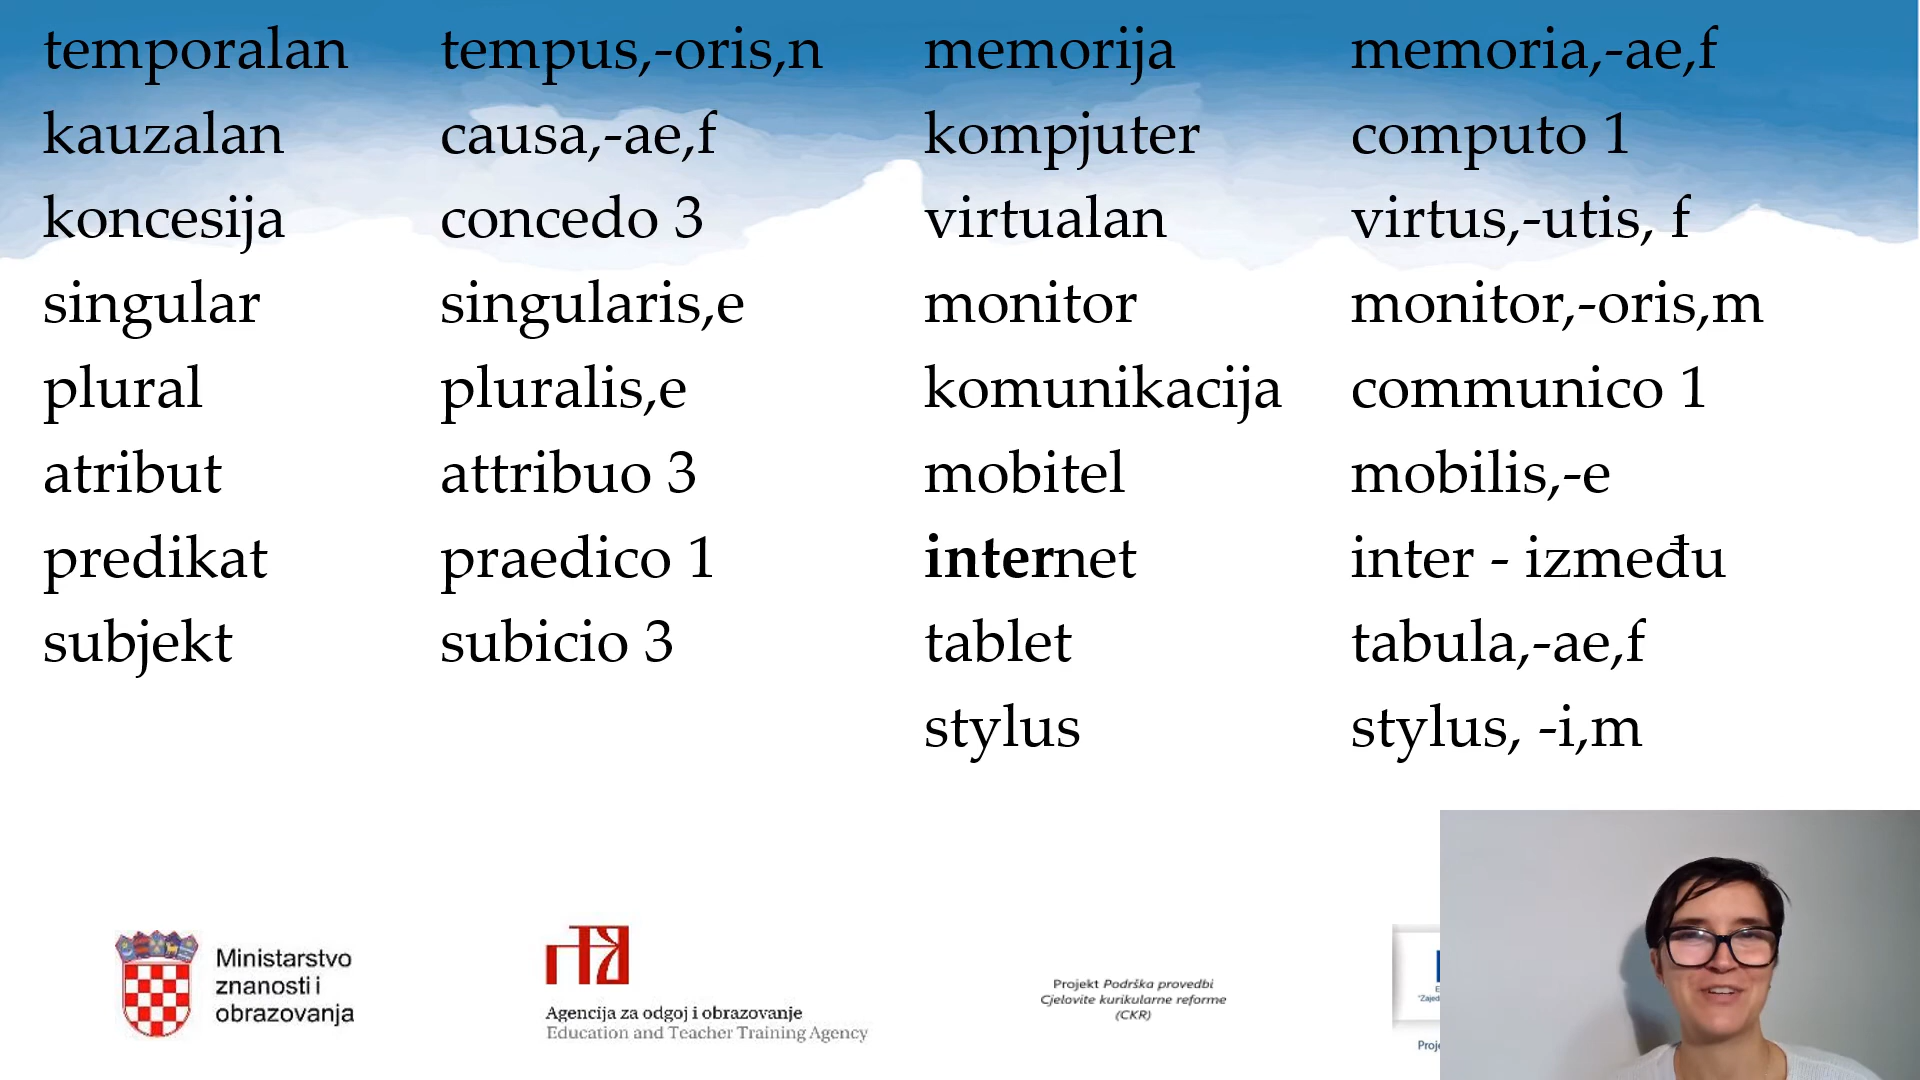 temporalan tempus,-oris,n memorija memoria,-ae,f
kauzalan causa,-ae,f kompjuter computo 1
koncesija concedo 3 virtualan virtus,-utis, f
singular singularis,e monitor monitor,-oris,m
plural pluralis,e komunikacija communico 1
atribut attribuo 3 mobitel mobilis,-e
predikat praedico 1 internet inter - između
subjekt subicio 3 tablet tabula,-ae,f
stylus stylus, -i,m
Ministarstvo
znanosti i
obrazovanja
Agencija za odgoj i obrazovanje
Education and Teacher Training Agency
Projekt Podrška provedbi
Cjelovite kurikularne reforme
(CKR)